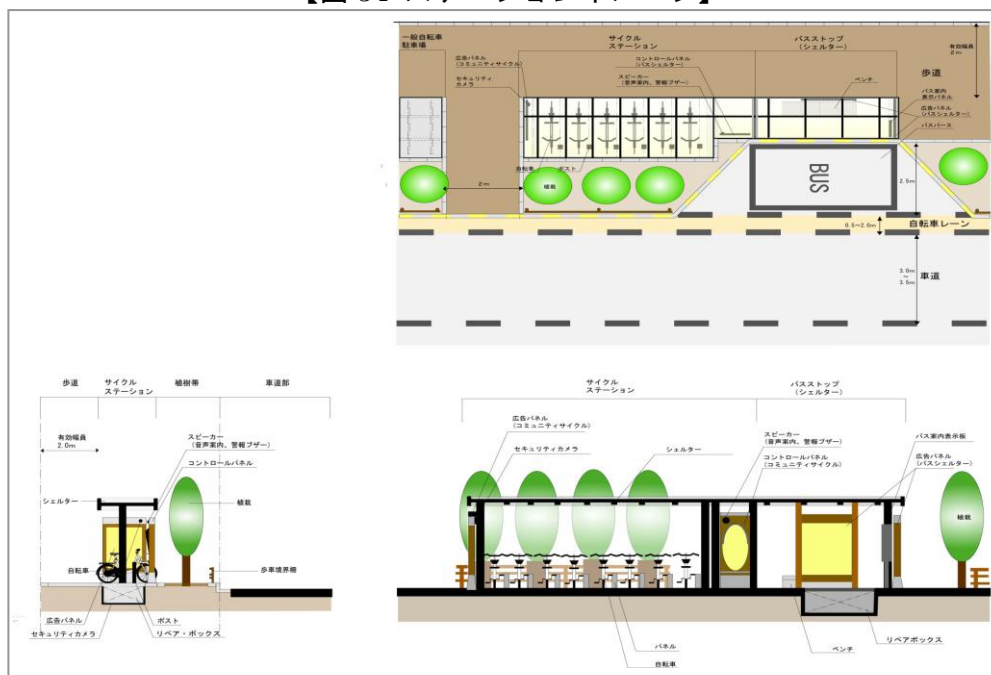 一般自転車
駐車場
サイクル
ステーション
バスストップ
(シェルター)
有効幅員
2m
広告パネル
(コミュニティサイクル)
コントロールパネル
(バスシェルター)
歩道
セキュリティ
カメラ
スピーカー
(音声案内、警報ブザー)
ベンチ
バス案内
表示パネル
広告パネル
(バスシェルター)
バスバース
自転車
ポスト
植栽
BUS
2m
2.5m
自転車レーン
3.0m
~
3.5m
車道
歩道
サイクル
ステーション
植樹帯
車道部
有効幅員
2.0m
スピーカー
(音声案内、警報ブザー)
コントロールパネル
シェルター
植栽
自転車
歩車境界柵
広告パネル
セキュリティカメラ
ポスト
リペア・ボックス
サイクル
ステーション
バスストップ
(シェルター)
広告パネル
(コミュニティサイクル)
セキュリティカメラ
シェルター
スピーカー
(音声案内、警報ブザー)
コントロールパネル
(コミュニティサイクル)
バス案内表示板
広告パネル
(バスシェルター)
植栽
パネル
自転車
ベンチ
リペアボックス